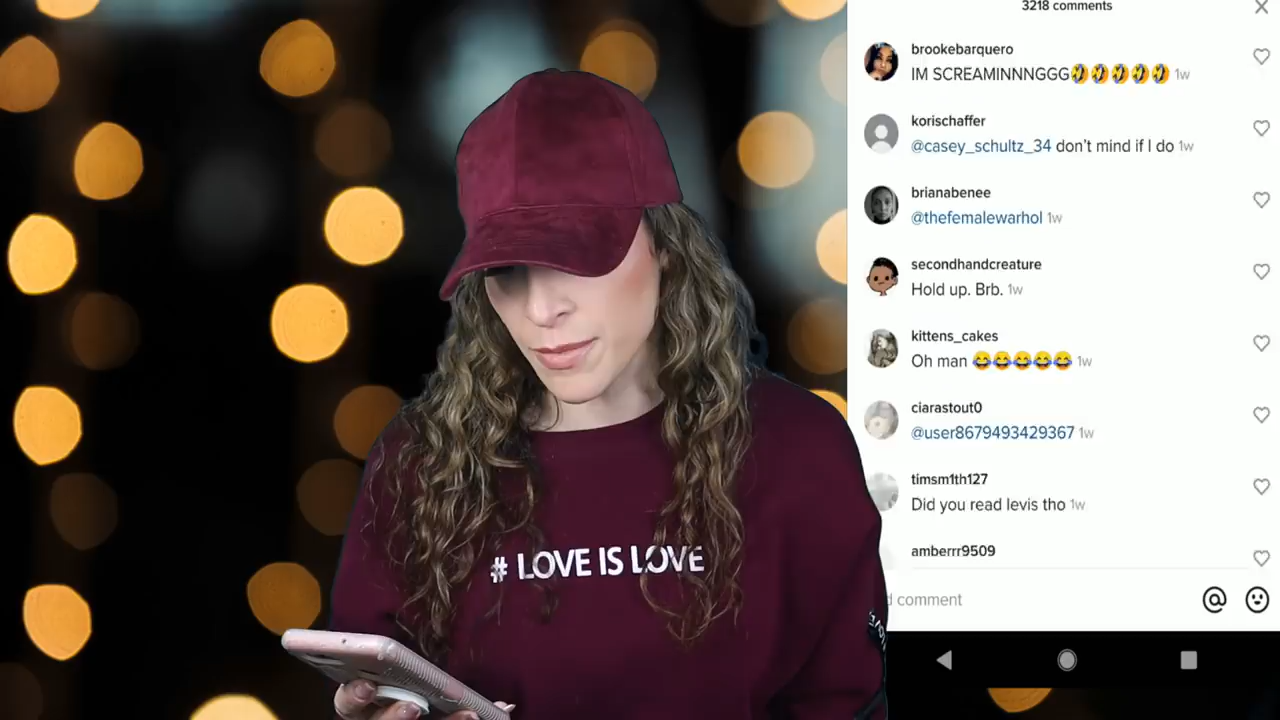 3218 comments
brookebarquero
IM SCREAMINNNGGG🤣🤣🤣🤣🤣 1w
korischaffer
@casey_schultz_34 don't mind if I do 1w
brianabenee
@thefemalewarhol 1w
secondhandcreature
Hold up. Brb. 1w
kittens_cakes
Oh man 😂😂😂😂😂 1w
ciarastout0
@user8679493429367 1w
timsm1th127
Did you read levis tho 1w
amberrr9509
d comment
# LOVE IS LOVE